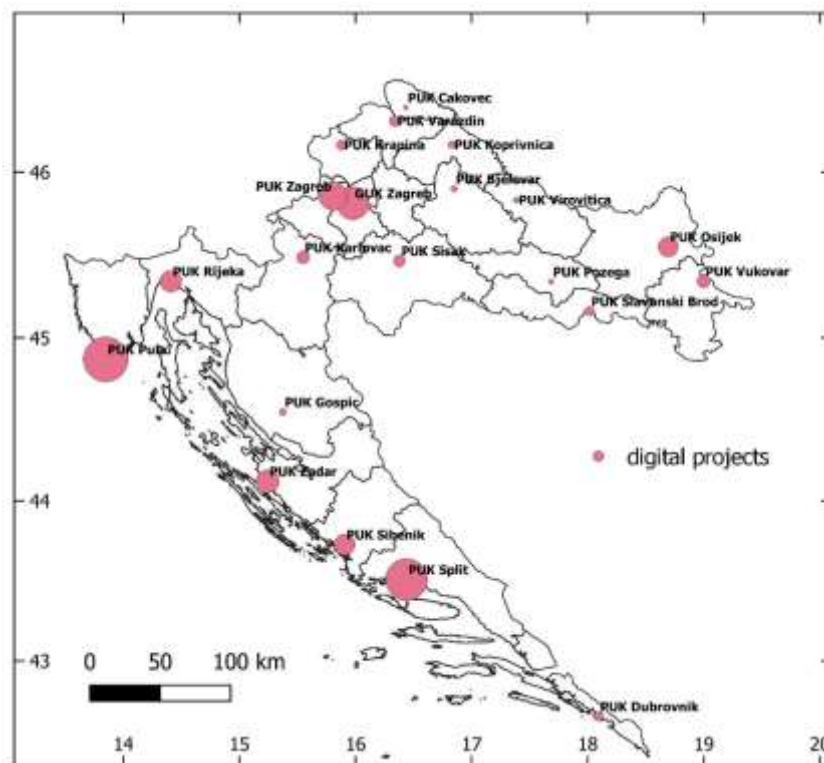 PUK Cakovec
PUK Varazdin
PUK Krapina
PUK Koprivnica
46
PUK Bjelovar
PUK Zagreb
GUK Zagreb
PUK Virovitica
PUK Osijek
PUK Karlovac
PUK Sisak
PUK Rijeka
PUK Pozega
PUK Vukovar
PUK Slavonski Brod
45
PUK Pula
PUK Gospic
digital projects
PUK Zadar
44
PUK Sibenik
PUK Split
0 50 100 km
43
PUK Dubrovnik
14 15 16 17 18 19 20